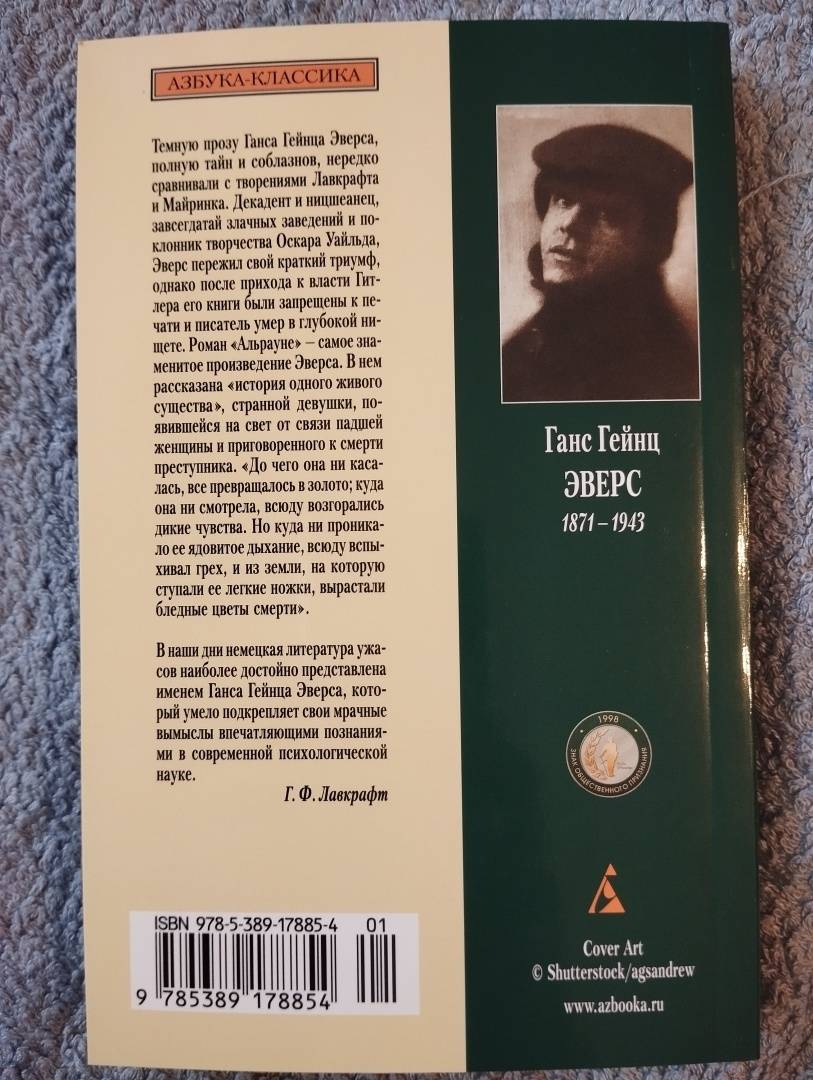 АЗБУКА-КЛАССИКА
Темную прозу Ганса Гейнца Эверса,
полную тайн и соблазнов, нередко
сравнивали с творениями Лавкрафта
и Майринка. Декадент и ницшеанец,
завсегдатай злачных заведений и по-
клонник творчества Оскара Уайльда,
Эверс пережил свой краткий триумф,
однако после прихода к власти Гит-
лера его книги были запрещены к пе-
чати и писатель умер в глубокой ни-
щете. Роман «Альрауне» – самое зна-
менитое произведение Эверса. В нем
рассказана «история одного живого
существа», странной девушки, по-
явившейся на свет от связи падшей
женщины и приговоренного к смерти
преступника. «До чего она ни каса-
лась, все превращалось в золото; куда
она ни смотрела, всюду возгорались
дикие чувства. Но куда ни проника-
ло ее ядовитое дыхание, всюду вспы-
хивал грех, и из земли, на которую
ступали ее легкие ножки, вырастали
бледные цветы смерти».
В наши дни немецкая литература ужа-
сов наиболее достойно представлена
именем Ганса Гейнца Эверса, кото-
рый умело подкрепляет свои мрачные
вымыслы впечатляющими познания-
ми в современной психологической
науке.
Г. Ф. Лавкрафт
ISBN 978-5-389-17885-4 01
9 785389 178854
Ганс Гейнц
ЭВЕРС
1871 – 1943
1998
ЗНАК ОБЩЕСТВЕННОГО ПРИЗНАНИЯ
Cover Art
© Shutterstock/agsandrew
www.azbooka.ru